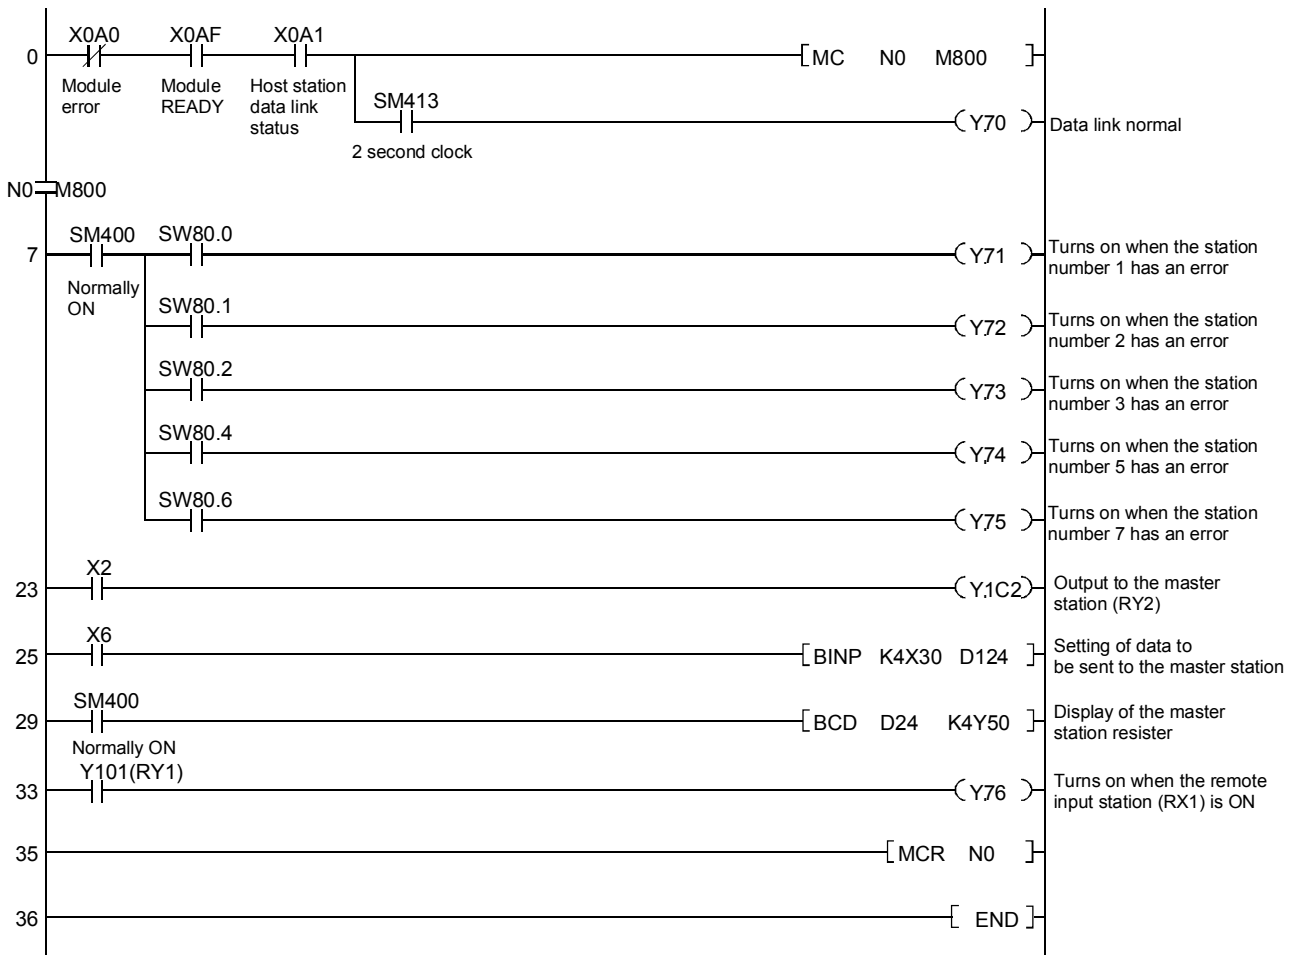 X0A0 X0AF X0A1
0 MC N0 M800
Module error
Module READY
Host station data link status
SM413
Y70 Data link normal
2 second clock
N0 M800
SM400 SW80.0
7 Y71 Turns on when the station
number 1 has an error
Normally
ON
SW80.1
Y72 Turns on when the station
number 2 has an error
SW80.2
Y73 Turns on when the station
number 3 has an error
SW80.4
Y74 Turns on when the station
number 5 has an error
SW80.6
Y75 Turns on when the station
number 7 has an error
X2
23 Y1C2 Output to the master
station (RY2)
X6
25 BINP K4X30 D124 Setting of data to
be sent to the master station
SM400
29 BCD D24 K4Y50 Display of the master
station resister
Normally ON
Y101(RY1)
33 Y76 Turns on when the remote
input station (RX1) is ON
35 MCR N0
36 END